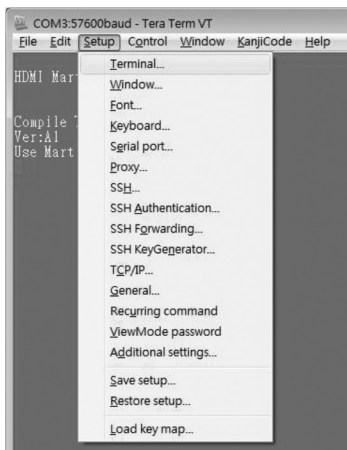 COM3:57600baud - Tera Term VT
File Edit Setup Control Window KanjiCode Help
HDMI Mar
Compile
Ver:A1
Use Mart
Terminal...
Window...
Font...
Keyboard...
Serial port...
Proxy...
SSH...
SSH Authentication...
SSH Forwarding...
SSH KeyGenerator...
TCP/IP...
General...
Recurring command
ViewMode password
Additional settings...
Save setup...
Restore setup...
Load key map...